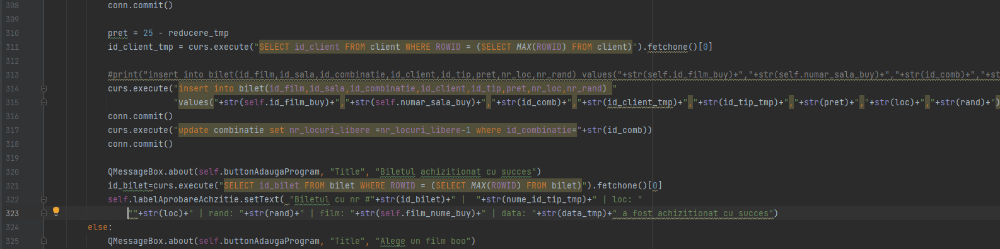 308 conn.commit()
309
310 pret = 25 - reducere_tmp
311 id_client_tmp = curs.execute("SELECT id_client FROM client WHERE ROWID = (SELECT MAX(ROWID) FROM client)").fetchone()[0]
312
313 #print("insert into bilet(id_film,id_sala,id_combinatie,id_client,id_tip,pret,nr_loc,nr_rand) values("+str(self.id_film_buy)+","+str(self.numar_sala_buy)+","+str(id_comb)+","+st
314 curs.execute("insert into bilet(id_film,id_sala,id_combinatie,id_client,id_tip,pret,nr_loc,nr_rand) "
315 "values("+str(self.id_film_buy)+","+str(self.numar_sala_buy)+","+str(id_comb)+","+str(id_client_tmp)+","+str(id_tip_tmp)+","+str(pret)+","+str(loc)+","+str(rand)+")
316 conn.commit()
317 curs.execute("update combinatie set nr_locuri_libere =nr_locuri_libere-1 where id_combinatie="+str(id_comb))
318 conn.commit()
319
320 QMessageBox.about(self.buttonAdaugaProgram, "Title", "Biletul achizitionat cu succes")
321 id_bilet=curs.execute("SELECT id_bilet FROM bilet WHERE ROWID = (SELECT MAX(ROWID) FROM bilet)").fetchone()[0]
322 self.labelAprobareAchzitie.setText( "Biletul cu nr #"+str(id_bilet)+" |  "+str(nume_id_tip_tmp)+" | loc: "
323 ""+str(loc)+" | rand: "+str(rand)+" | film: "+str(self.film_nume_buy)+" | data: "+str(data_tmp)+" a fost achizitionat cu succes")
324 else:
325 QMessageBox.about(self.buttonAdaugaProgram, "Title", "Alege un film boo")